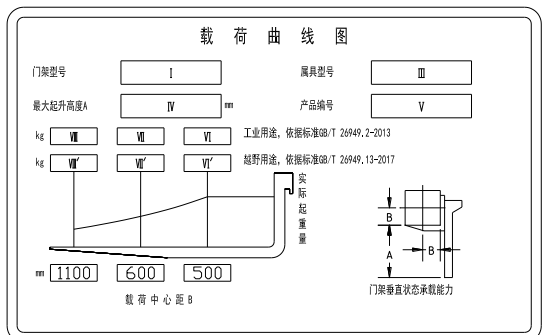 载荷曲线图
门架型号 Ⅰ 属具型号 Ⅲ
最大起升高度A Ⅳ mm 产品编号 Ⅴ
kg Ⅷ Ⅶ Ⅵ 工业用途，依据标准GB/T 26949.2-2013
kg Ⅷ′ Ⅶ′ Ⅵ′ 越野用途，依据标准GB/T 26949.13-2017
实际起重量
B
B
A
mm 1100 600 500
载荷中心距B
门架垂直状态承载能力